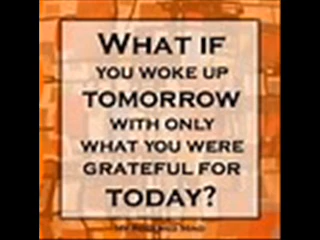 WHAT IF
YOU WOKE UP
TOMORROW
WITH ONLY
WHAT YOU WERE
GRATEFUL FOR
TODAY?